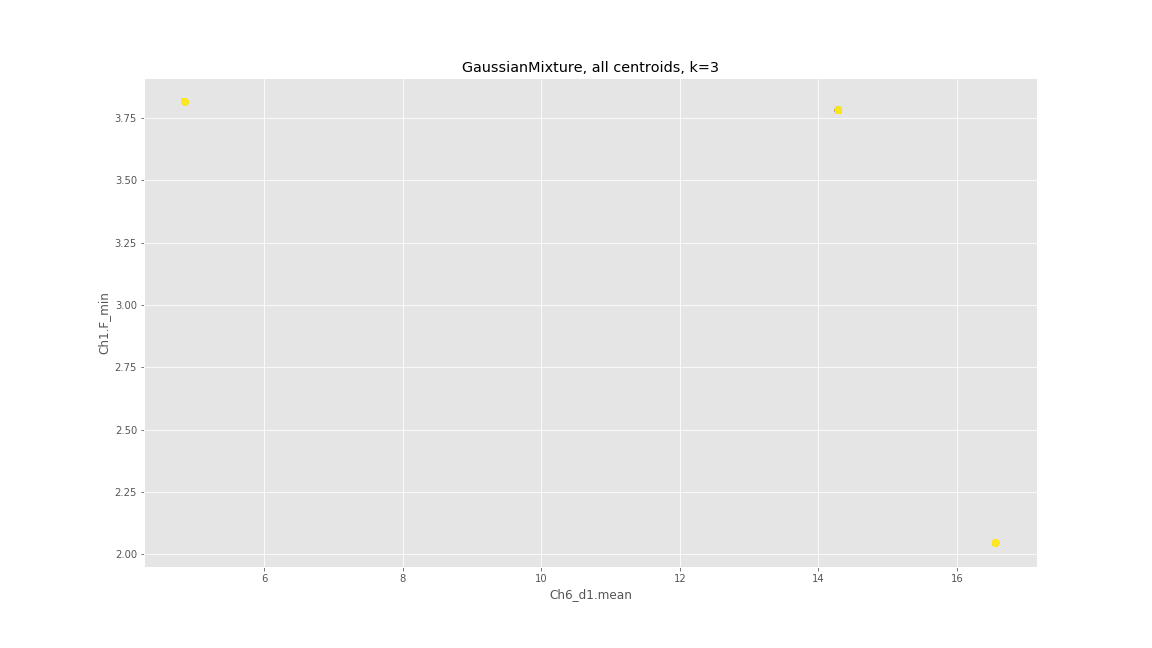 GaussianMixture, all centroids, k=3
3.75
3.50
3.25
3.00
2.75
2.50
2.25
2.00
Ch1.F_min
6 8 10 12 14 16
Ch6_d1.mean